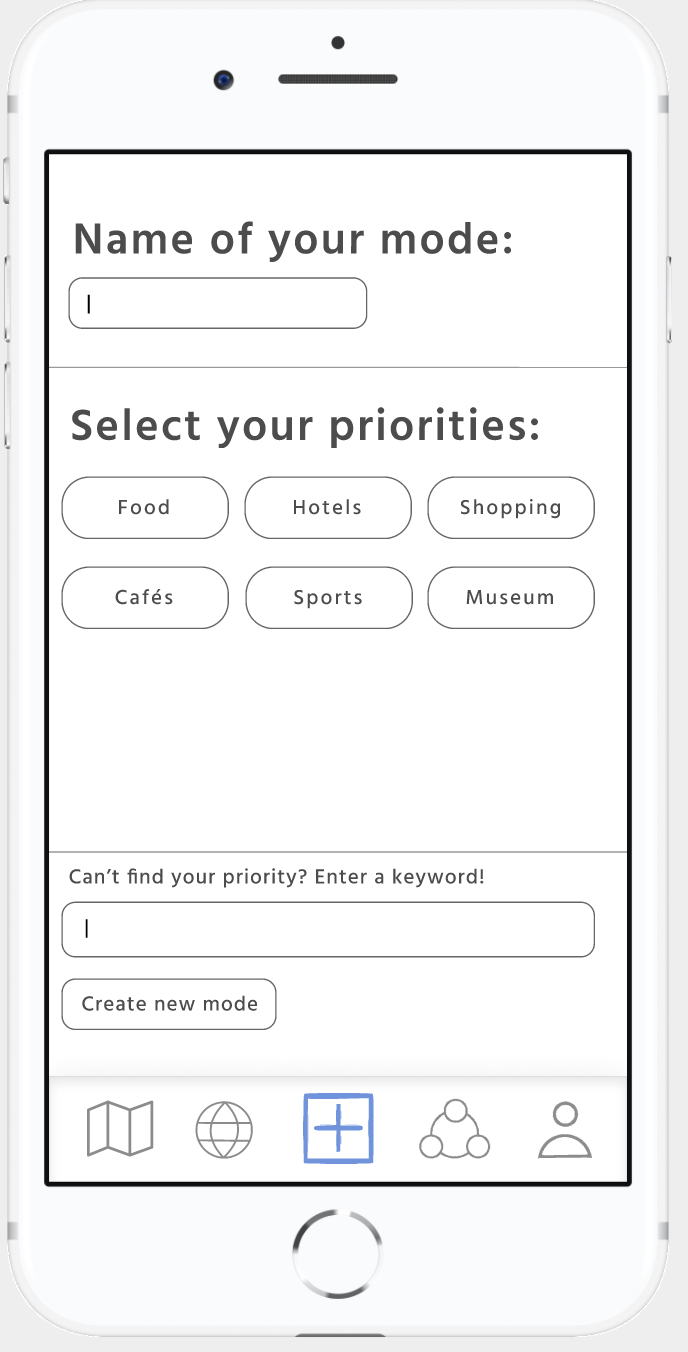 Name of your mode:
Select your priorities:
Food Hotels Shopping
Cafés Sports Museum
Can’t find your priority? Enter a keyword!
Create new mode